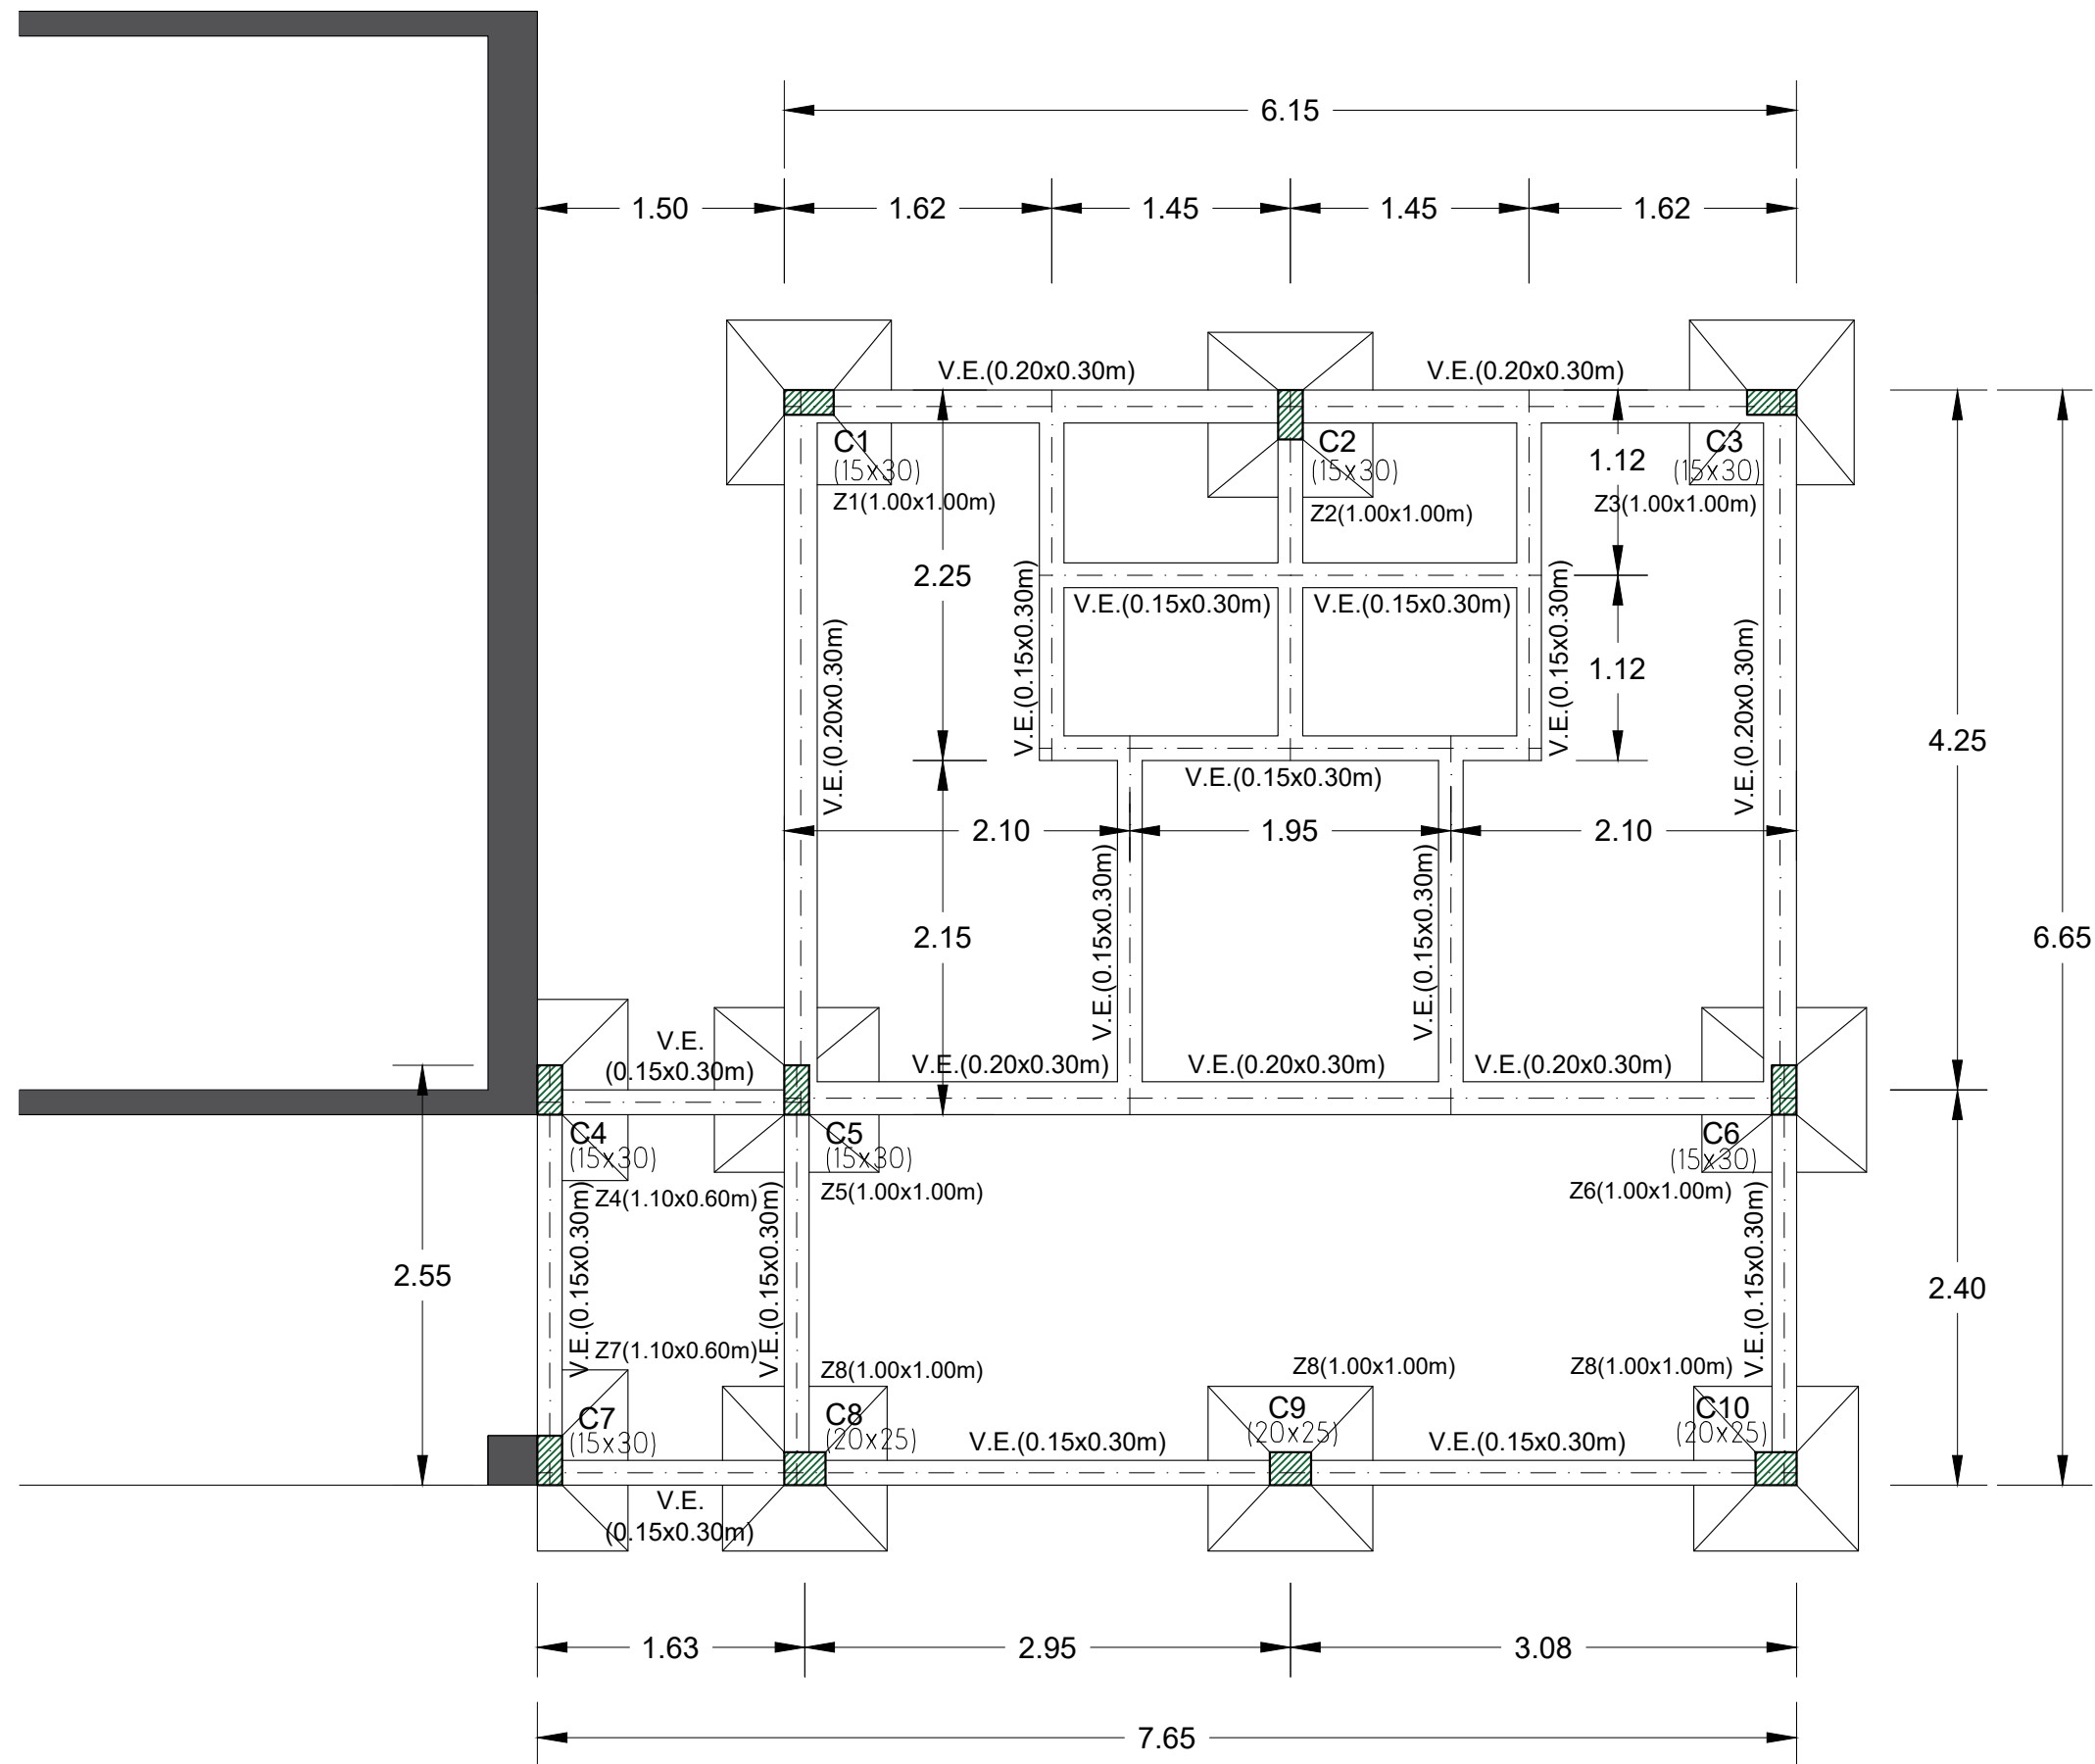 6.15
1.50
1.62
1.45
1.45
1.62
V.E.(0.20x0.30m)
V.E.(0.20x0.30m)
C1
(15x30)
Z1(1.00x1.00m)
C2
(15x30)
Z2(1.00x1.00m)
C3
(15x30)
Z3(1.00x1.00m)
1.12
2.25
V.E.(0.15x0.30m)
V.E.(0.15x0.30m)
V.E.(0.15x0.30m)
V.E.(0.15x0.30m)
1.12
V.E.(0.20x0.30m)
V.E.(0.20x0.30m)
4.25
V.E.(0.15x0.30m)
2.10
1.95
2.10
V.E.(0.15x0.30m)
V.E.(0.15x0.30m)
2.15
6.65
V.E.
(0.15x0.30m)
V.E.(0.20x0.30m)
V.E.(0.20x0.30m)
V.E.(0.20x0.30m)
C4
(15x30)
Z4(1.10x0.60m)
C5
(15x30)
Z5(1.00x1.00m)
C6
(15x30)
Z6(1.00x1.00m)
V.E.(0.15x0.30m)
V.E.(0.15x0.30m)
V.E.(0.15x0.30m)
2.55
2.40
Z7(1.10x0.60m)
Z8(1.00x1.00m)
Z8(1.00x1.00m)
Z8(1.00x1.00m)
C7
(15x30)
C8
(20x25)
C9
(20x25)
C10
(20x25)
V.E.(0.15x0.30m)
V.E.(0.15x0.30m)
V.E.
(0.15x0.30m)
1.63
2.95
3.08
7.65